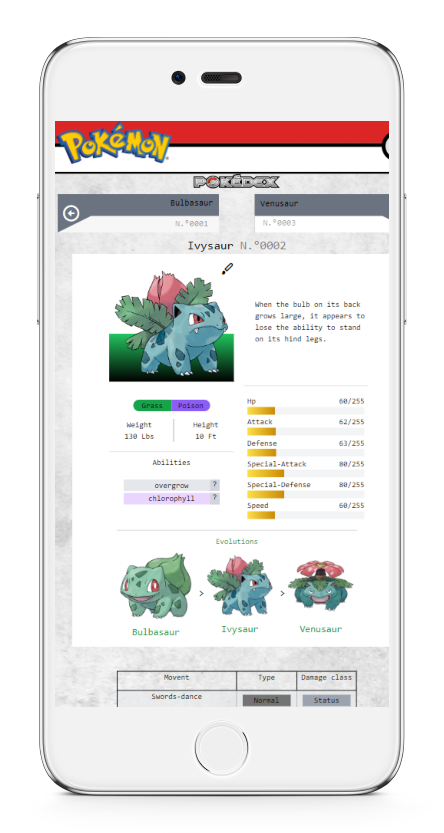 Pokémon
POKÉDEX
Bulbasaur
Venusaur
N.º0001
N.º0003
Ivysaur N.º0002
When the bulb on its back
grows large, it appears to
lose the ability to stand
on its hind legs.
Grass Poison
Weight Height
130 Lbs 10 Ft
Abilities
overgrow ?
chlorophyll ?
Hp 60/255
Attack 62/255
Defense 63/255
Special-Attack 80/255
Special-Defense 80/255
Speed 60/255
Evolutions
> >
Bulbasaur Ivysaur Venusaur
Movent Type Damage class
Swords-dance Normal Status